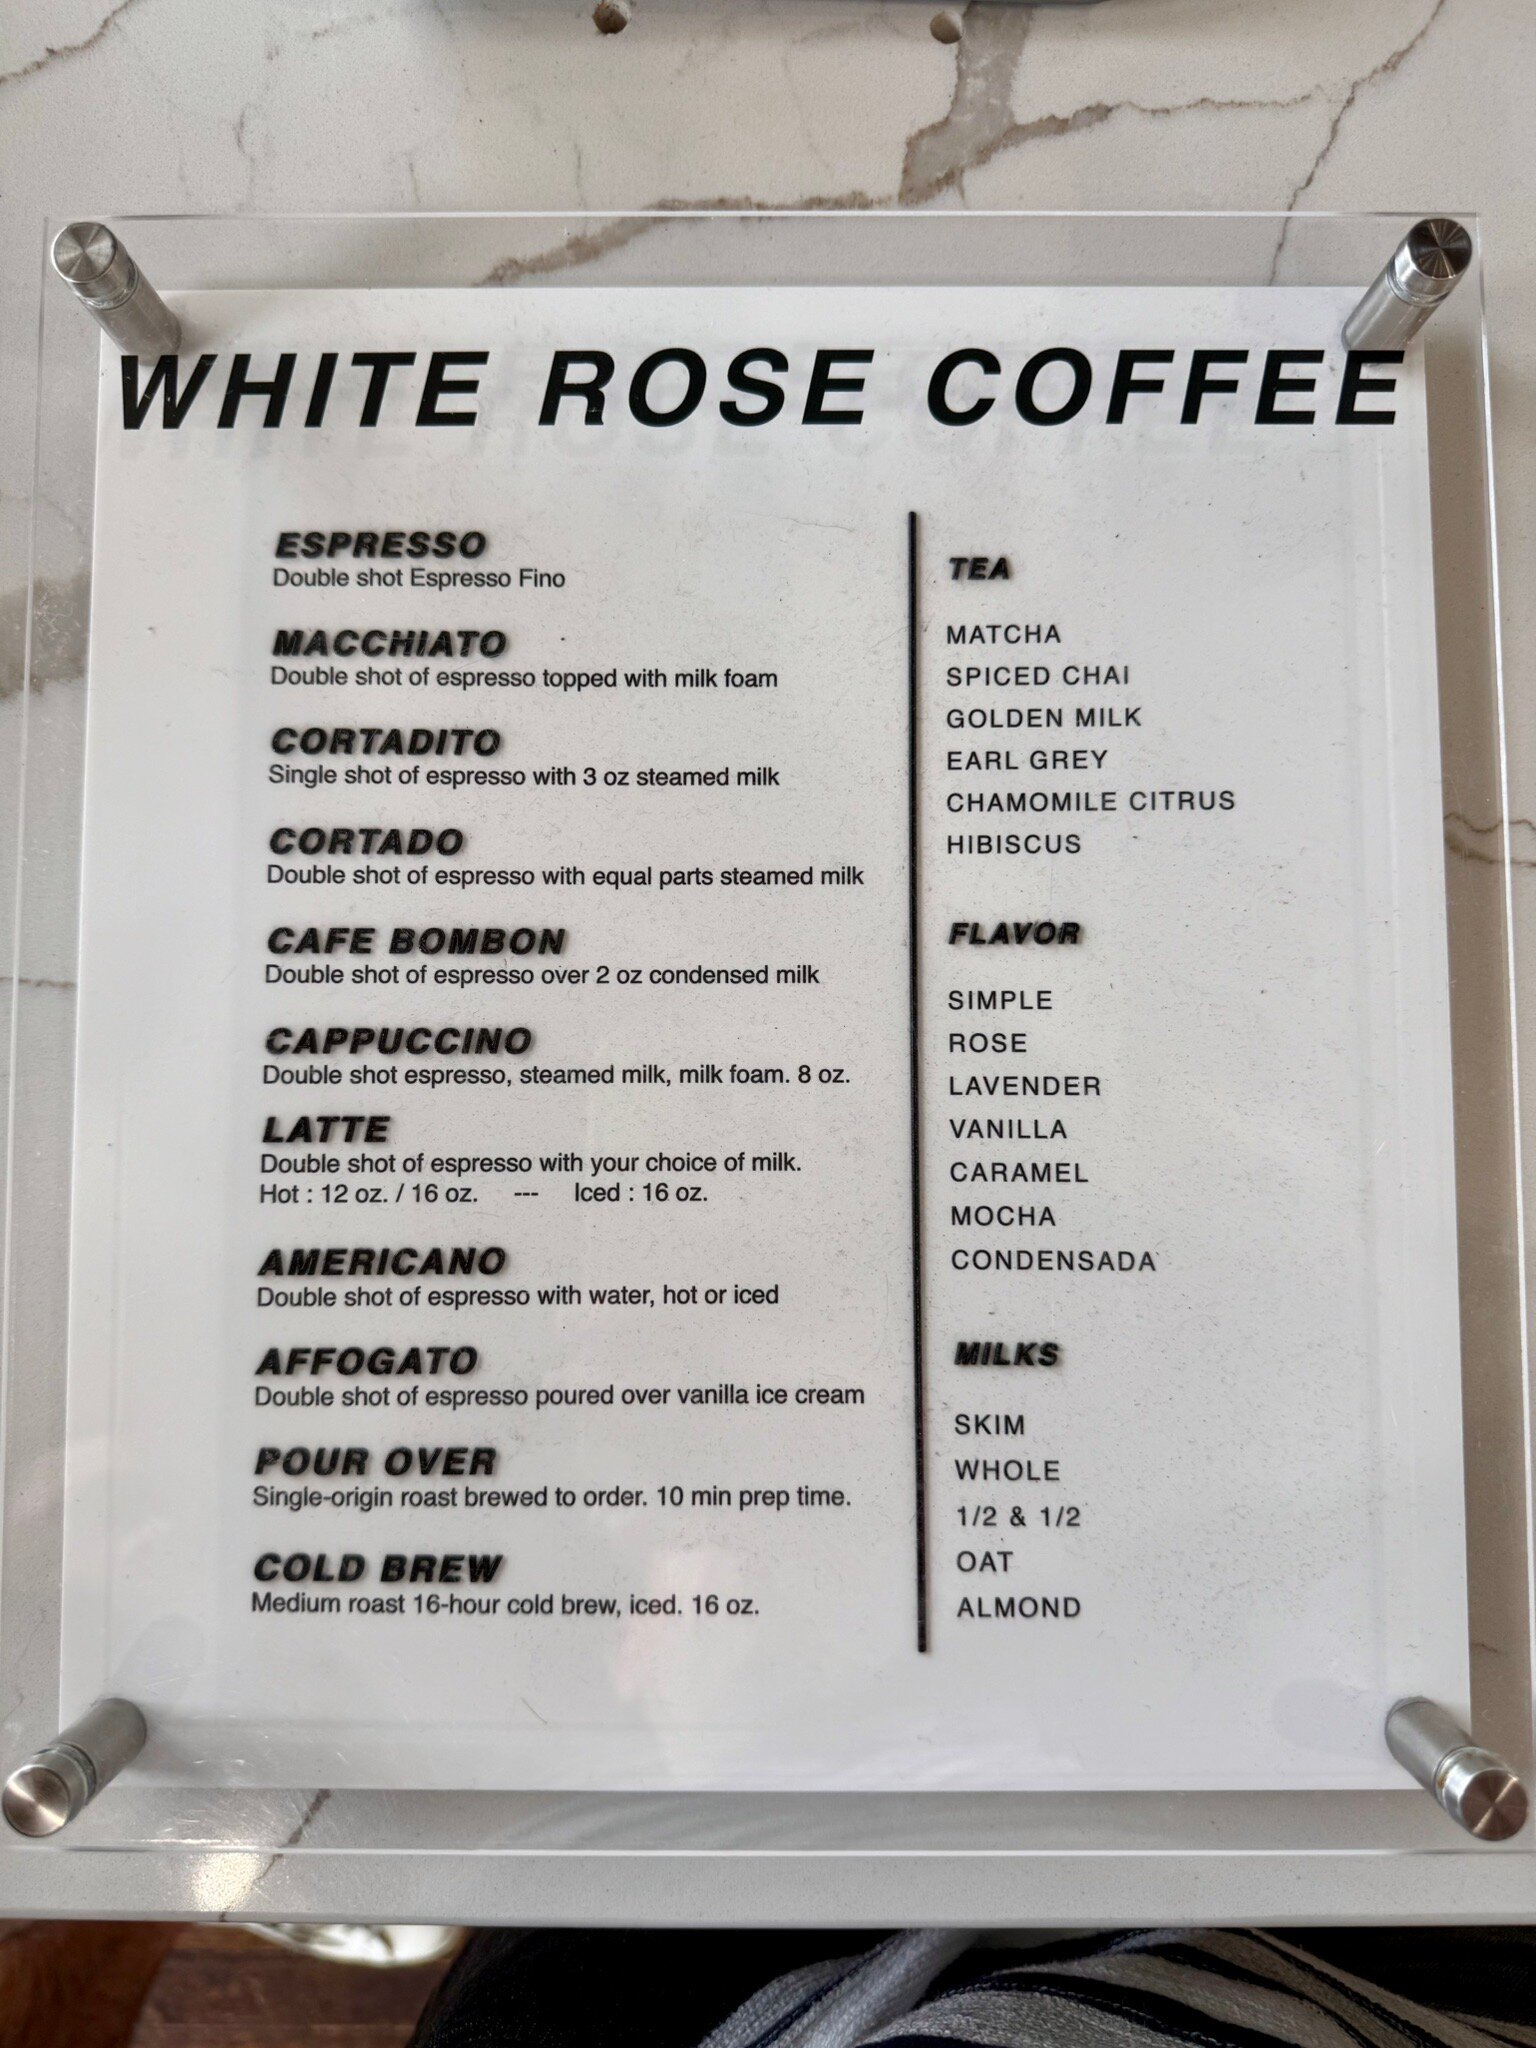 WHITE ROSE COFFEE
ESPRESSO
Double shot Espresso Fino
MACCHIATO
Double shot of espresso topped with milk foam
CORTADITO
Single shot of espresso with 3 oz steamed milk
CORTADO
Double shot of espresso with equal parts steamed milk
CAFE BOMBON
Double shot of espresso over 2 oz condensed milk
CAPPUCCINO
Double shot espresso, steamed milk, milk foam. 8 oz.
LATTE
Double shot of espresso with your choice of milk.
Hot : 12 oz. / 16 oz. --- Iced : 16 oz.
AMERICANO
Double shot of espresso with water, hot or iced
AFFOGATO
Double shot of espresso poured over vanilla ice cream
POUR OVER
Single-origin roast brewed to order. 10 min prep time.
COLD BREW
Medium roast 16-hour cold brew, iced. 16 oz.
TEA
MATCHA
SPICED CHAI
GOLDEN MILK
EARL GREY
CHAMOMILE CITRUS
HIBISCUS
FLAVOR
SIMPLE
ROSE
LAVENDER
VANILLA
CARAMEL
MOCHA
CONDENSADA
MILKS
SKIM
WHOLE
1/2 & 1/2
OAT
ALMOND